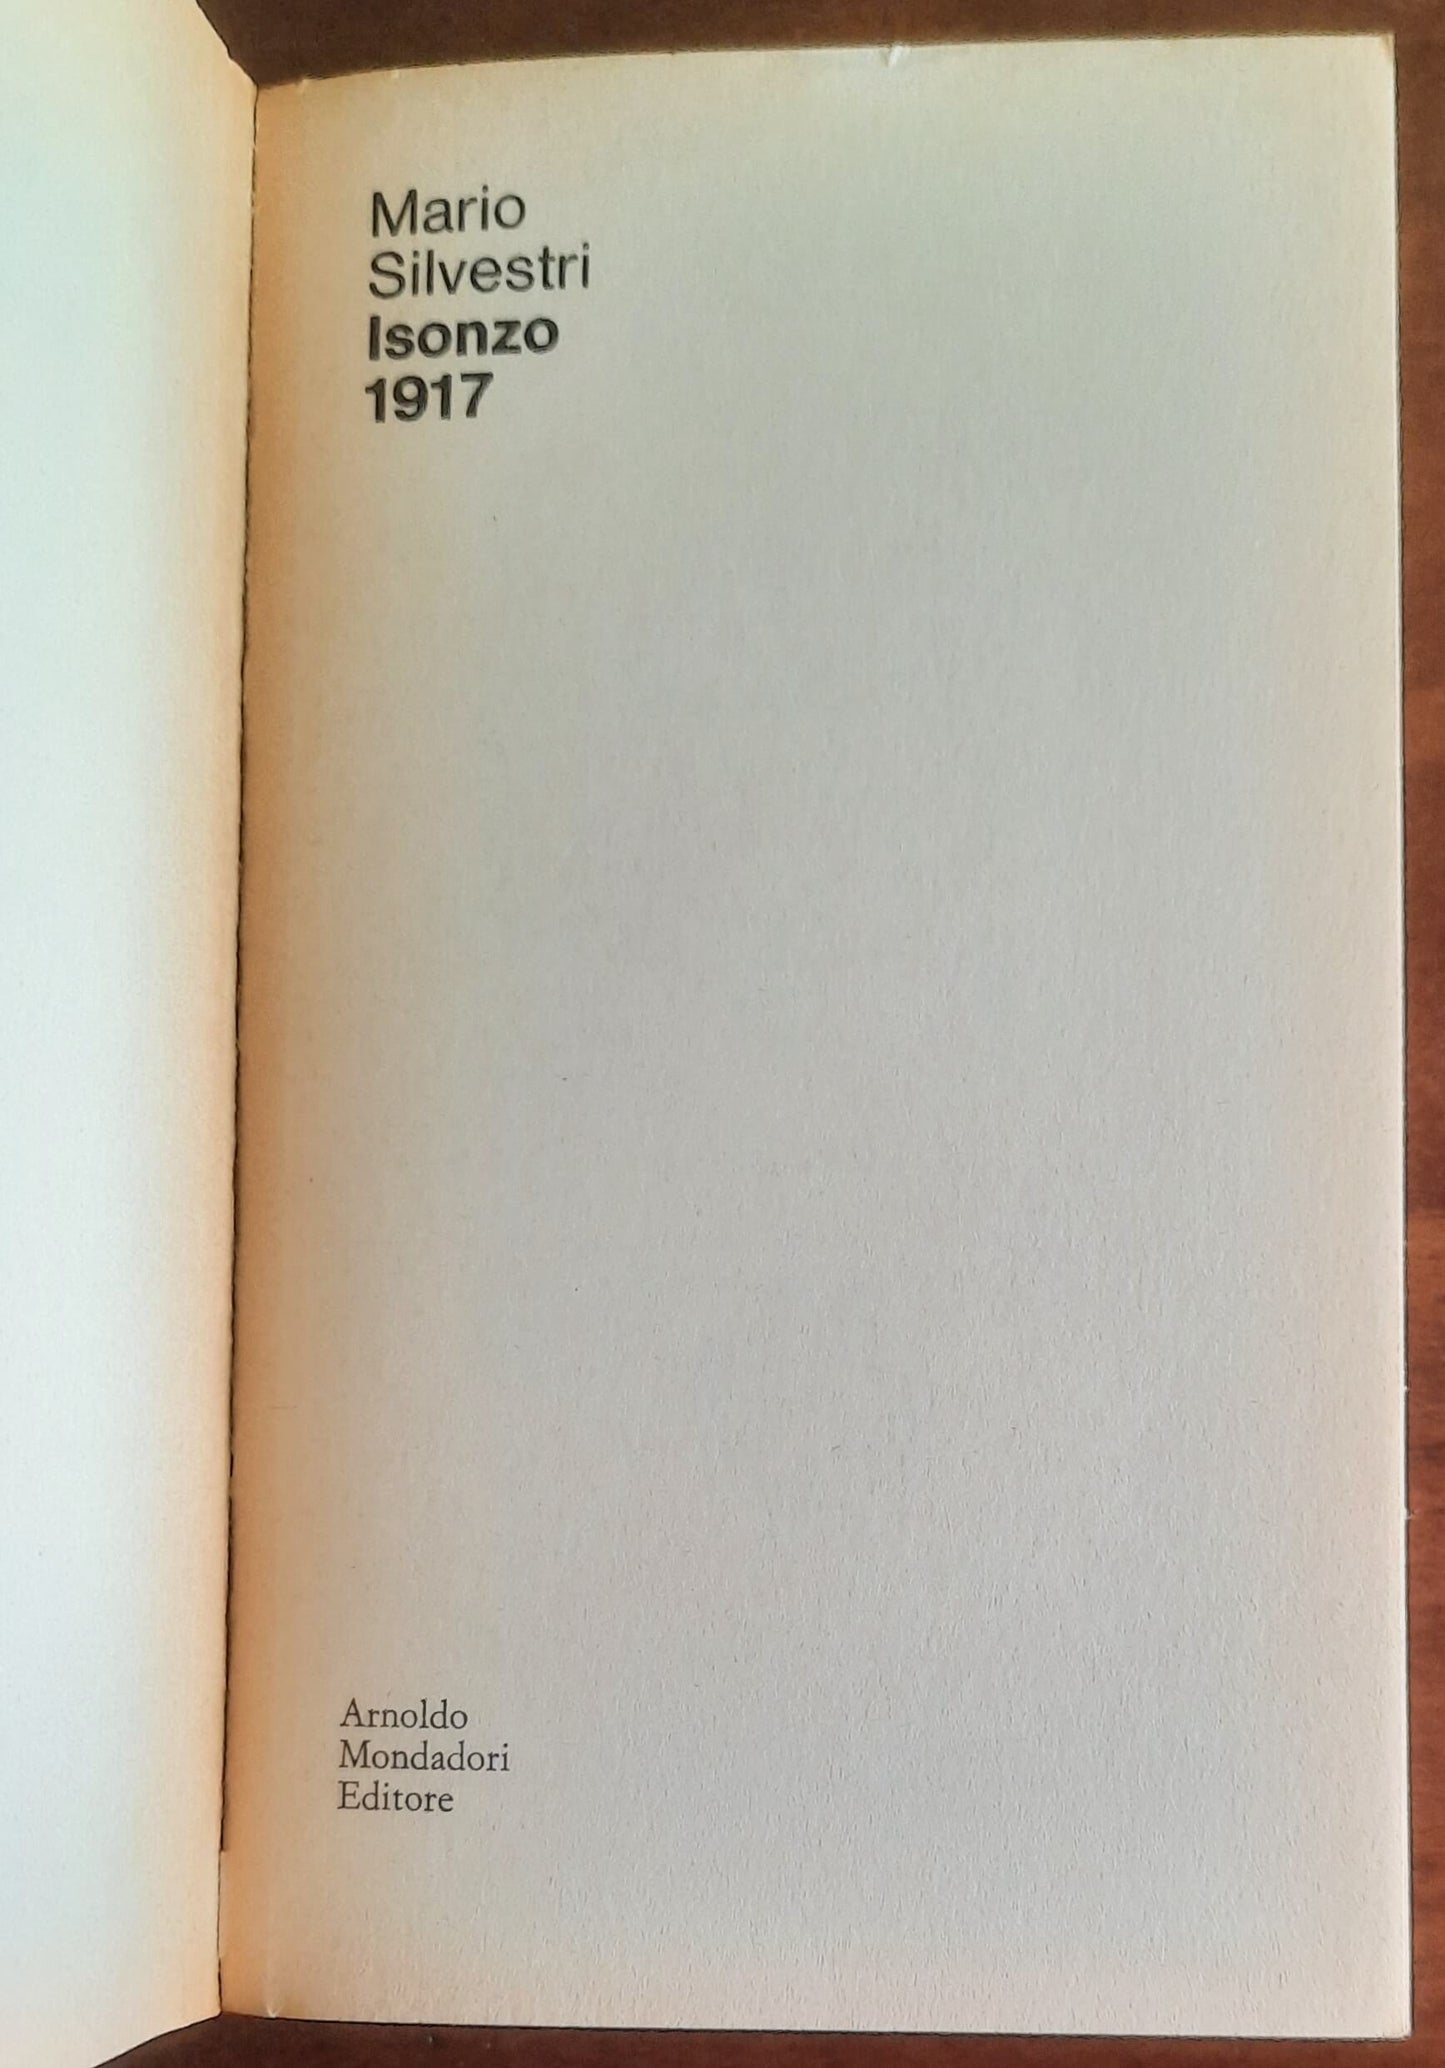 Mario
Silvestri
Isonzo
1917
Arnoldo
Mondadori
Editore